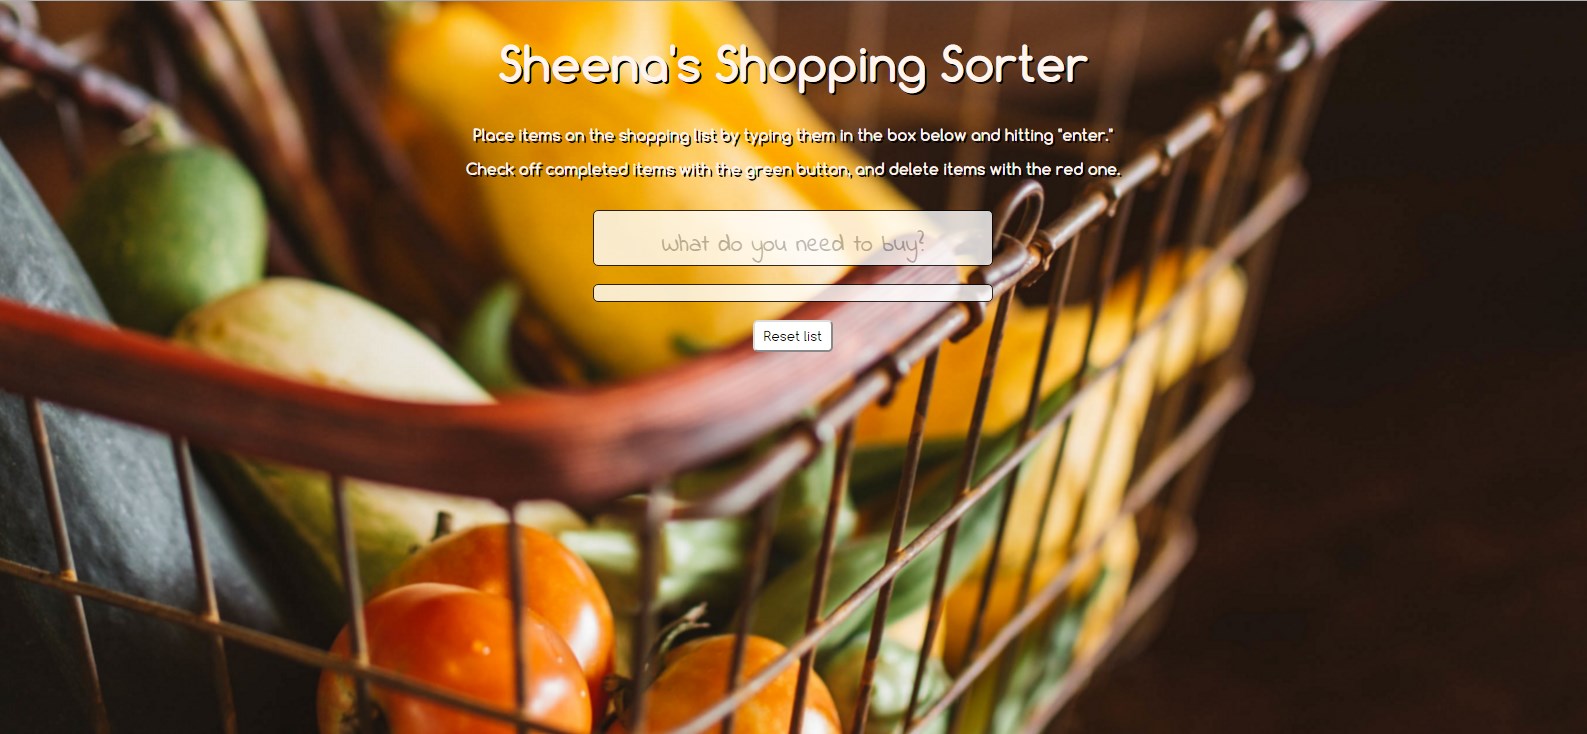 Sheena's Shopping Sorter
Place items on the shopping list by typing them in the box below and hitting "enter."
Check off completed items with the green button, and delete items with the red one.
What do you need to buy?
Reset list